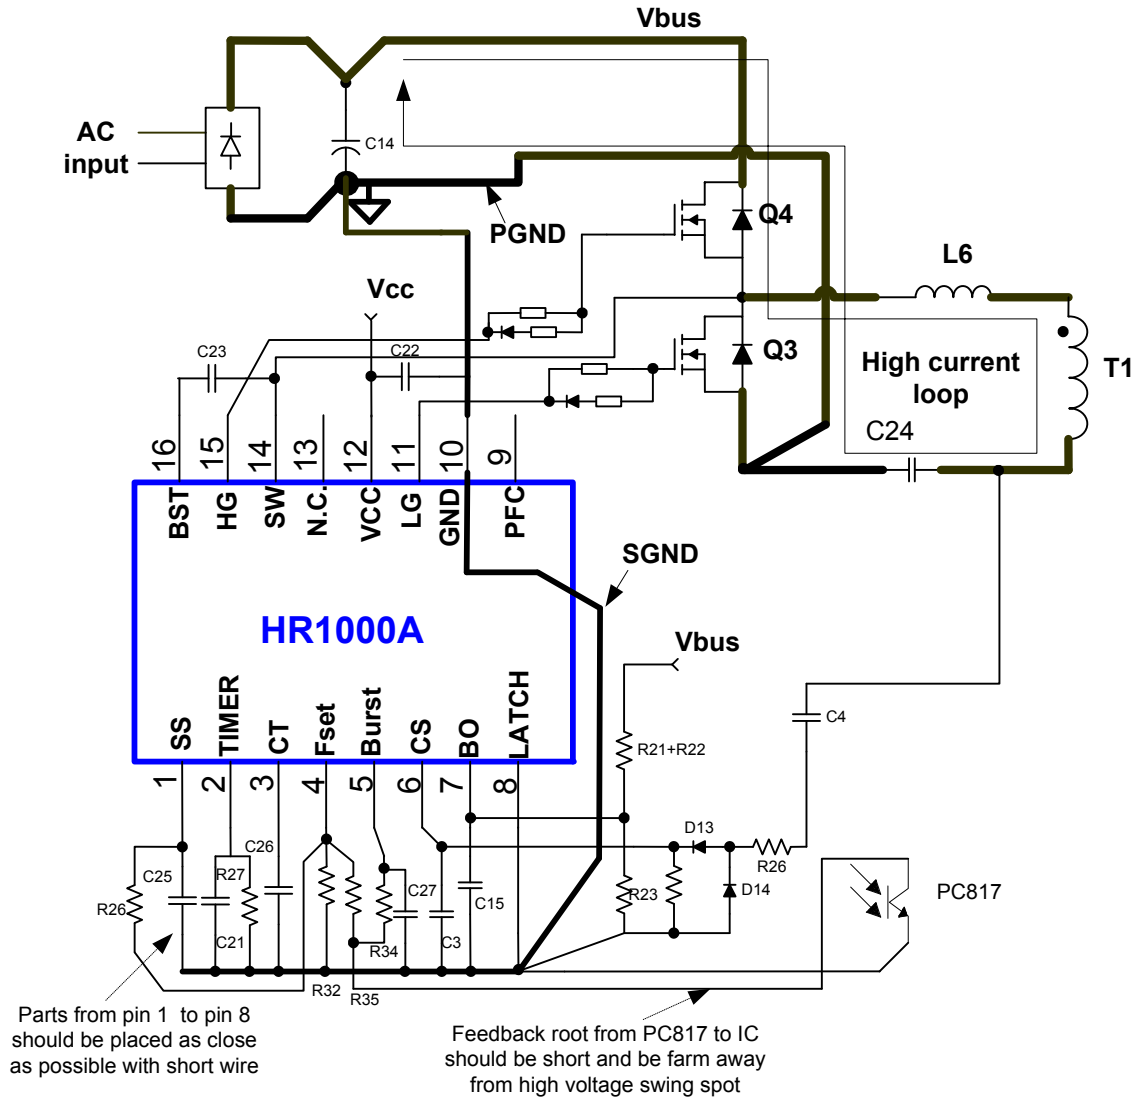 Vbus
AC
input
C14
PGND
Q4
L6
Vcc
C23
C22
Q3
High current
loop
T1
C24
16
15
14
13
12
11
10
9
BST
HG
SW
N.C.
VCC
LG
GND
PFC
SGND
HR1000A
Vbus
SS
TIMER
CT
Fset
Burst
CS
BO
LATCH
C4
R21+R22
1
2
3
4
5
6
7
8
D13
C25
R27
C26
R26
D14
R26
C27
C15
R23
PC817
C21
R34
C3
R32
R35
Parts from pin 1 to pin 8
should be placed as close
as possible with short wire
Feedback root from PC817 to IC
should be short and be farm away
from high voltage swing spot